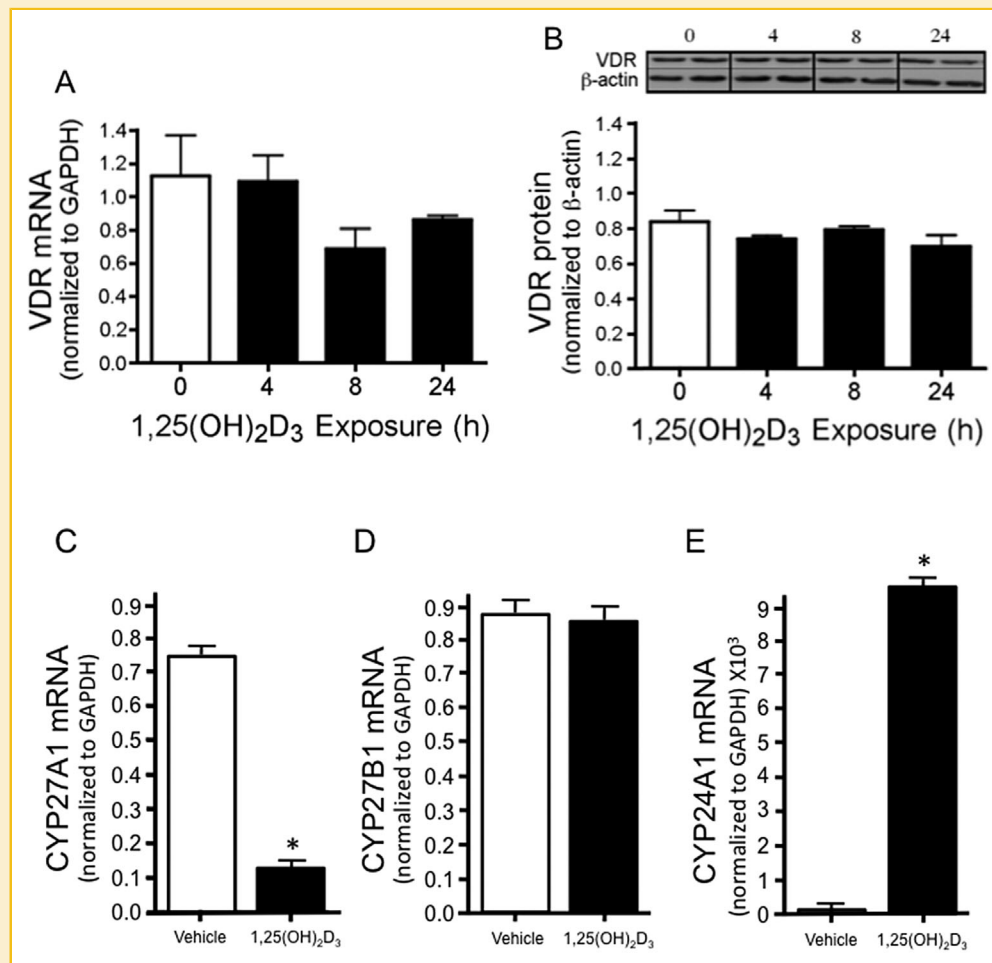 A
VDR mRNA
(normalized to GAPDH)
1.4
1.2
1.0
0.8
0.6
0.4
0.2
0.0
0 4 8 24
1,25(OH)₂D₃ Exposure (h)
B
0 4 8 24
VDR
β-actin
VDR protein
(normalized to β-actin)
1.4
1.2
1.0
0.8
0.6
0.4
0.2
0.0
0 4 8 24
1,25(OH)₂D₃ Exposure (h)
C
CYP27A1 mRNA
(normalized to GAPDH)
0.9
0.8
0.7
0.6
0.5
0.4
0.3
0.2
0.1
0.0
*
Vehicle 1,25(OH)₂D₃
D
CYP27B1 mRNA
(normalized to GAPDH)
0.9
0.8
0.7
0.6
0.5
0.4
0.3
0.2
0.1
0.0
Vehicle 1,25(OH)₂D₃
E
CYP24A1 mRNA
(normalized to GAPDH) X10³
9
8
7
6
5
4
3
2
1
0
*
Vehicle 1,25(OH)₂D₃